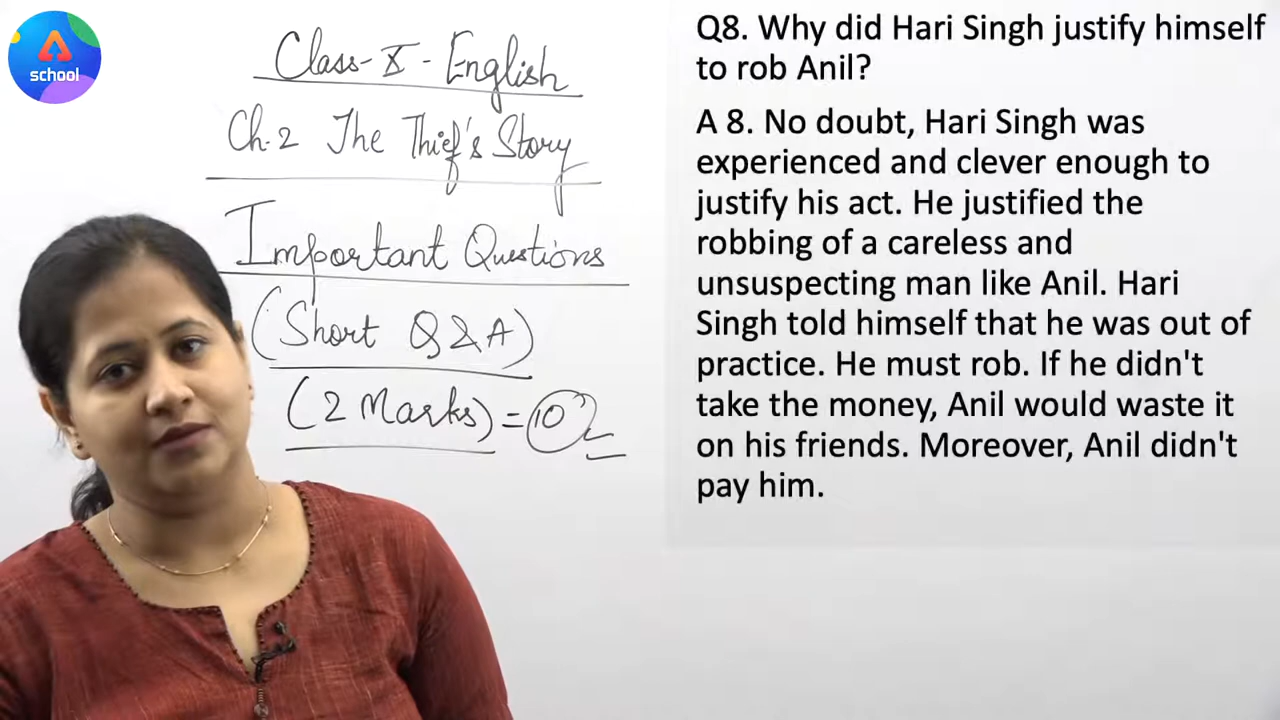 A
school
Class-X - English
Ch.2 The Thief's Story
Important Questions
(Short Q & A)
(2 Marks) = 10
Q8. Why did Hari Singh justify himself
to rob Anil?
A 8. No doubt, Hari Singh was
experienced and clever enough to
justify his act. He justified the
robbing of a careless and
unsuspecting man like Anil. Hari
Singh told himself that he was out of
practice. He must rob. If he didn't
take the money, Anil would waste it
on his friends. Moreover, Anil didn't
pay him.